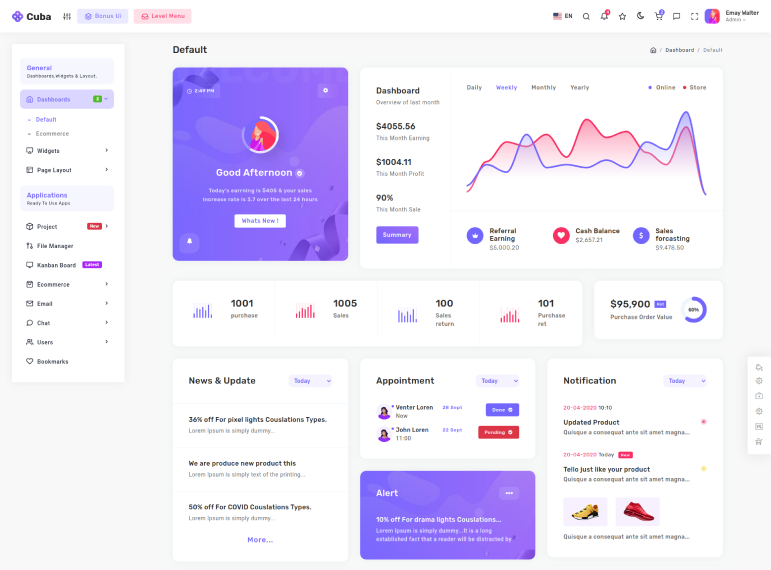 Cuba
Bonus Ui
Level Menu
EN
4
2
Emay Walter
Admin
General
Dashboards,Widgets & Layout.
Dashboards
2
Default
Ecommerce
Widgets
Page Layout
Applications
Ready To Use Apps
Project
New
File Manager
Kanban Board
Latest
Ecommerce
Email
Chat
Users
Bookmarks
Default
/ Dashboard / Default
2:49 PM
Good Afternoon
Today's earrning is $405 & your sales
increase rate is 3.7 over the last 24 hours
Whats New !
Dashboard
Overview of last month
$4055.56
This Month Earning
$1004.11
This Month Profit
90%
This Month Sale
Summary
Daily
Weekly
Monthly
Yearly
Online
Store
Referral
Earning
$5,000.20
Cash Balance
$2,657.21
Sales
forcasting
$9,478.50
1001
purchase
1005
Sales
100
Sales
return
101
Purchase
ret
$95,900
Hot
Purchase Order Value
60%
News & Update
Today
36% off For pixel lights Couslations Types.
Lorem Ipsum is simply dummy...
We are produce new product this
Lorem Ipsum is simply text of the printing...
50% off For COVID Couslations Types.
Lorem Ipsum is simply dummy...
More...
Appointment
Today
Venter Loren
Now
28 Sept
Done
John Loren
11:00
22 Sept
Pending
Alert
10% off For drama lights Couslations...
Lorem Ipsum is simply dummy...It is a long
established fact that a reader will be distracted by
Notification
Today
20-04-2020 10:10
Updated Product
Quisque a consequat ante sit amet magna...
20-04-2020 Today
New
Tello just like your product
Quisque a consequat ante sit amet magna...
Quisque a consequat ante sit amet magna...